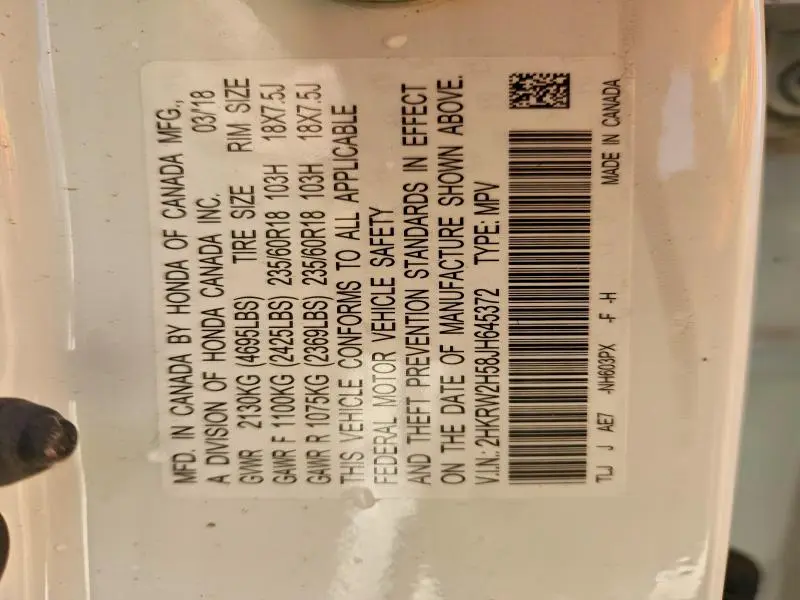 MFD. IN CANADA BY HONDA OF CANADA MFG.,
A DIVISION OF HONDA CANADA INC. 03/18
GVWR 2130KG (4695LBS) TIRE SIZE RIM SIZE
GAWR F 1100KG (2425LBS) 235/60R18 103H 18X7.5J
GAWR R 1075KG (2369LBS) 235/60R18 103H 18X7.5J
THIS VEHICLE CONFORMS TO ALL APPLICABLE
FEDERAL MOTOR VEHICLE SAFETY
AND THEFT PREVENTION STANDARDS IN EFFECT
ON THE DATE OF MANUFACTURE SHOWN ABOVE.
V.I.N.: 2HKRW2H58JH645372 TYPE: MPV
TLJ J AE7 -NH603PX -F -H MADE IN CANADA